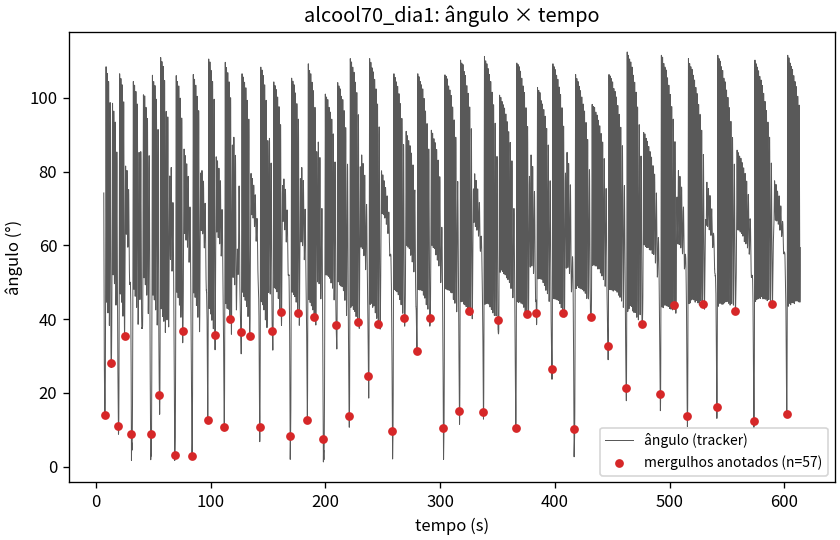 alcool70_dia1: ângulo × tempo
ângulo (°)
100
80
60
40
20
0
0 100 200 300 400 500 600
tempo (s)
ângulo (tracker)
mergulhos anotados (n=57)